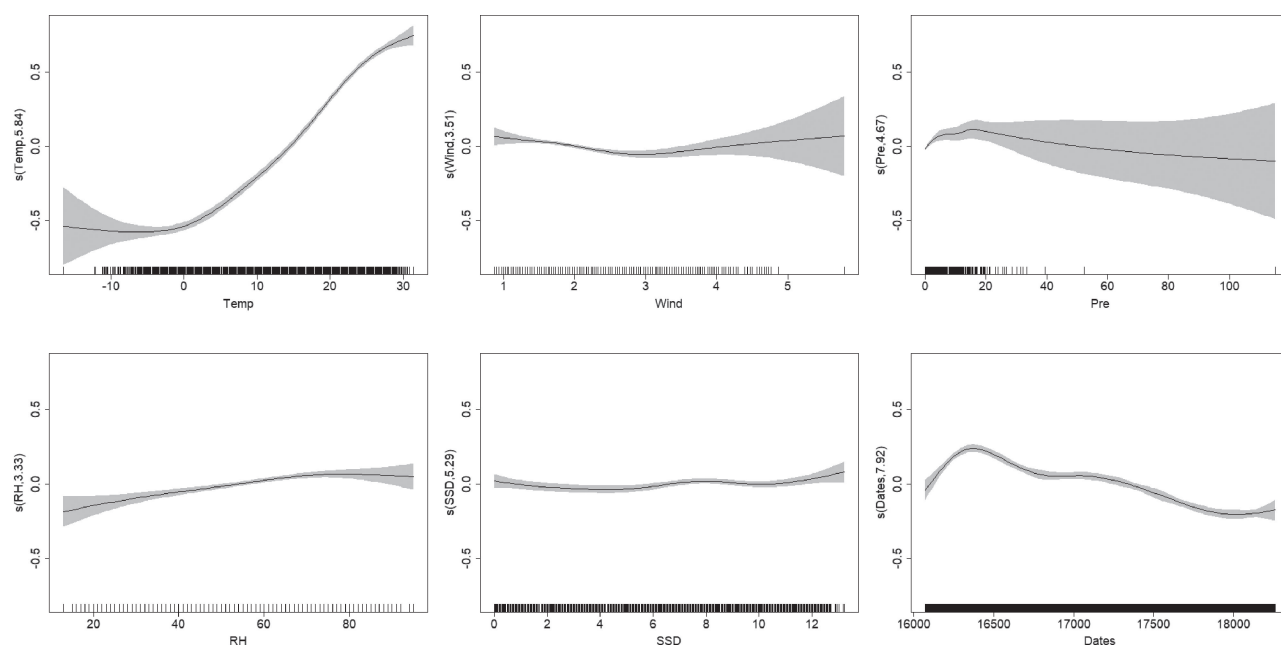 s(Temp,5.84)
0.5
0.0
-0.5
-10 0 10 20 30
Temp
s(Wind,3.51)
0.5
0.0
-0.5
1 2 3 4 5
Wind
s(Pre,4.67)
0.5
0.0
-0.5
0 20 40 60 80 100
Pre
s(RH,3.33)
0.5
0.0
-0.5
20 40 60 80
RH
s(SSD,5.29)
0.5
0.0
-0.5
0 2 4 6 8 10 12
SSD
s(Dates,7.92)
0.5
0.0
-0.5
16000 16500 17000 17500 18000
Dates